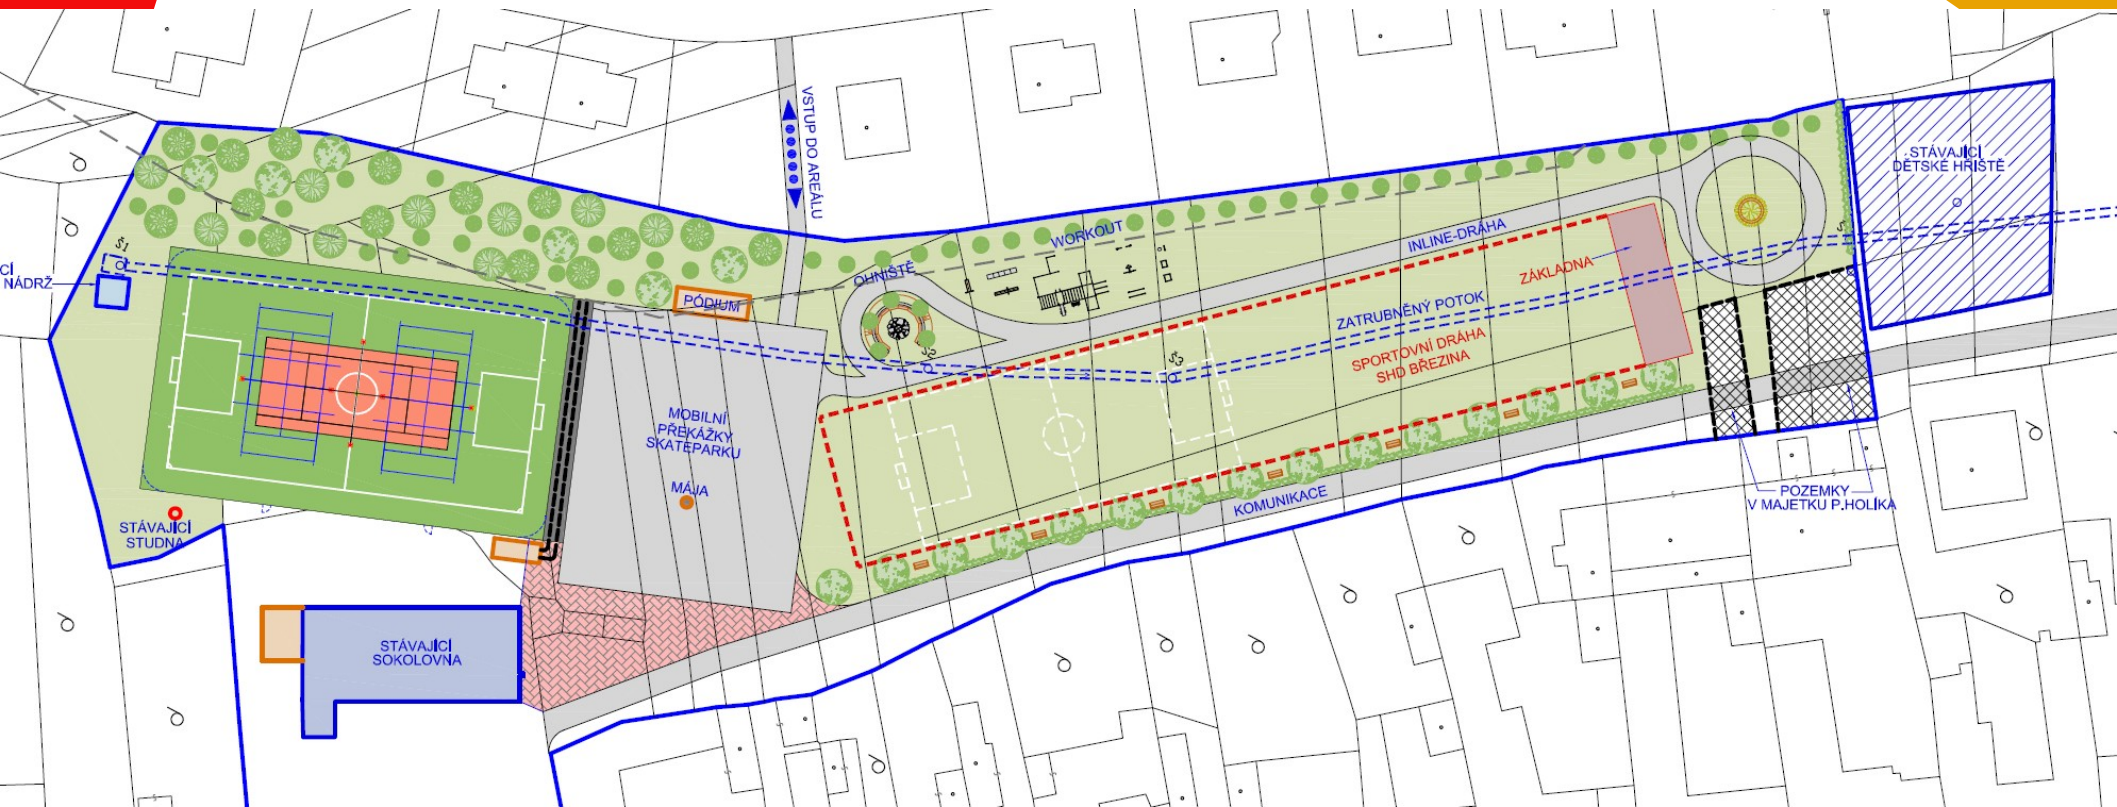 VSTUP DO AREÁLU
STÁVAJÍCÍ
DĚTSKÉ HŘIŠTĚ
WORKOUT
INLINE-DRÁHA
Š1
CÍ
NÁDRŽ
OHNIŠTĚ
ZÁKLADNA
PÓDIUM
ZATRUBNĚNÝ POTOK
Š2
Š3
SPORTOVNÍ DRÁHA
SHD BŘEZINA
MOBILNÍ
PŘEKÁŽKY
SKATEPARKU
MÁJA
KOMUNIKACE
POZEMKY
V MAJETKU P.HOLÍKA
STÁVAJÍCÍ
STUDNA
STÁVAJÍCÍ
SOKOLOVNA